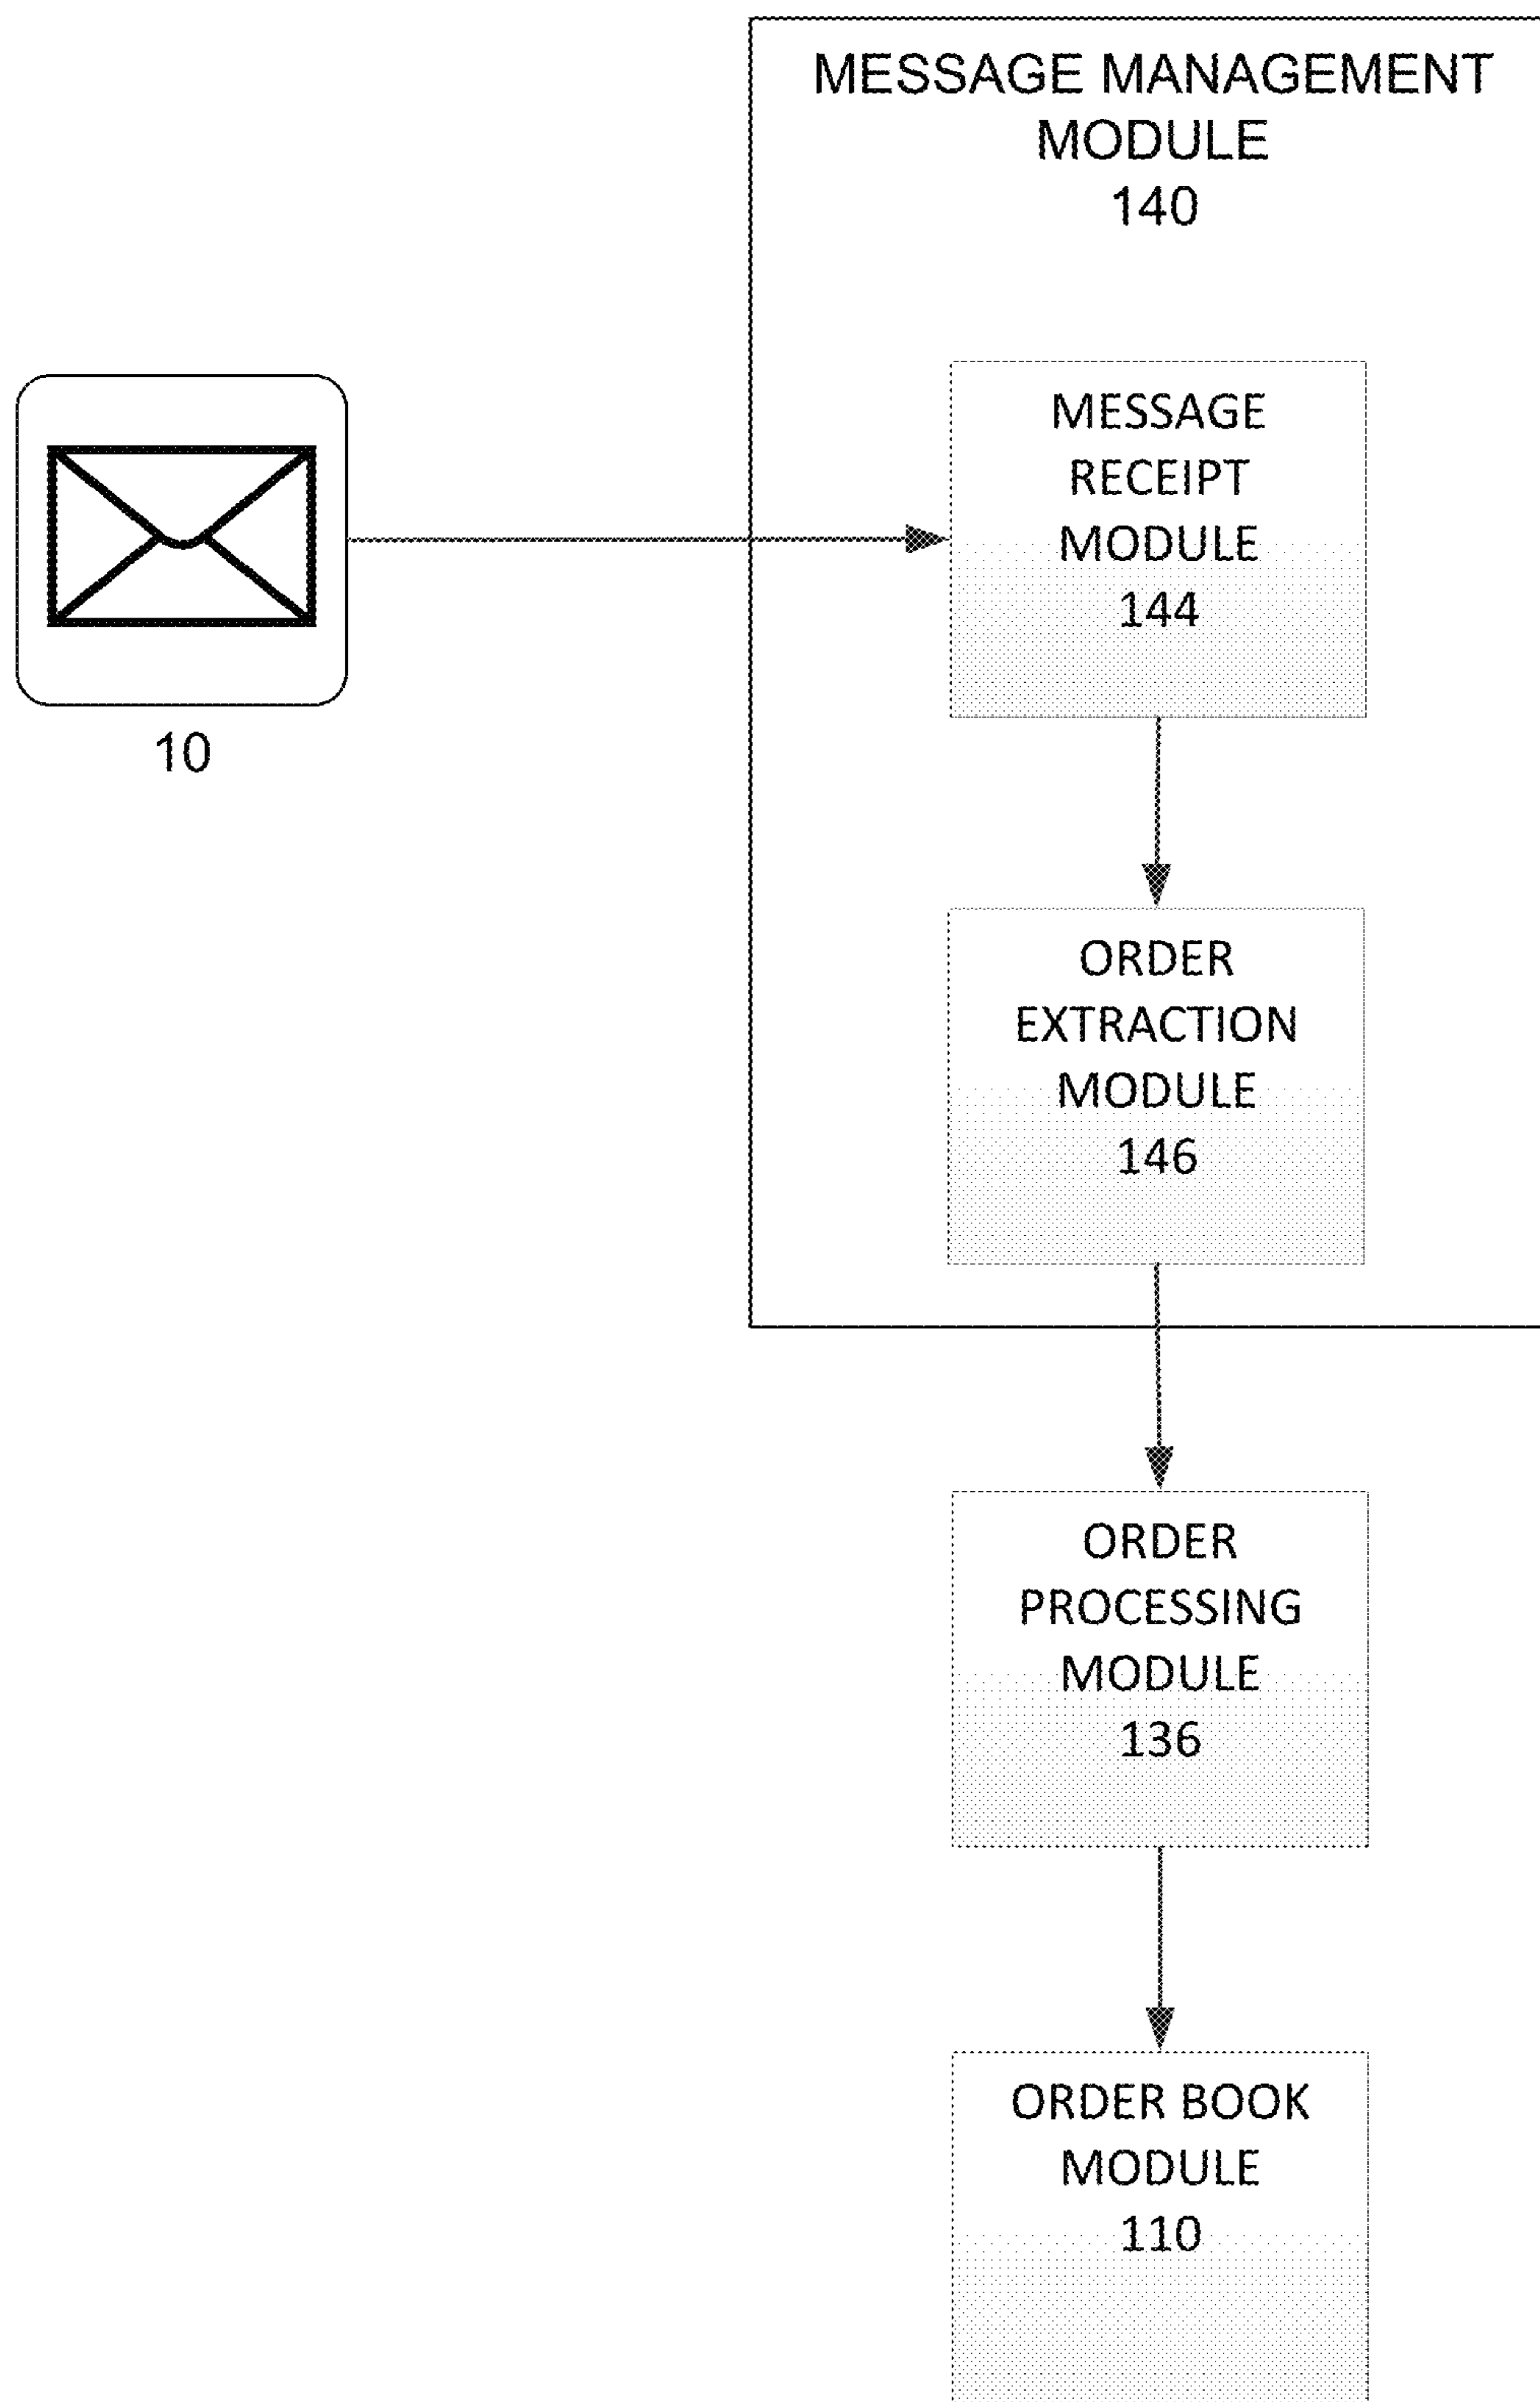 MESSAGE MANAGEMENT
MODULE
140
MESSAGE
RECEIPT
MODULE
144
10
ORDER
EXTRACTION
MODULE
146
ORDER
PROCESSING
MODULE
136
ORDER BOOK
MODULE
110